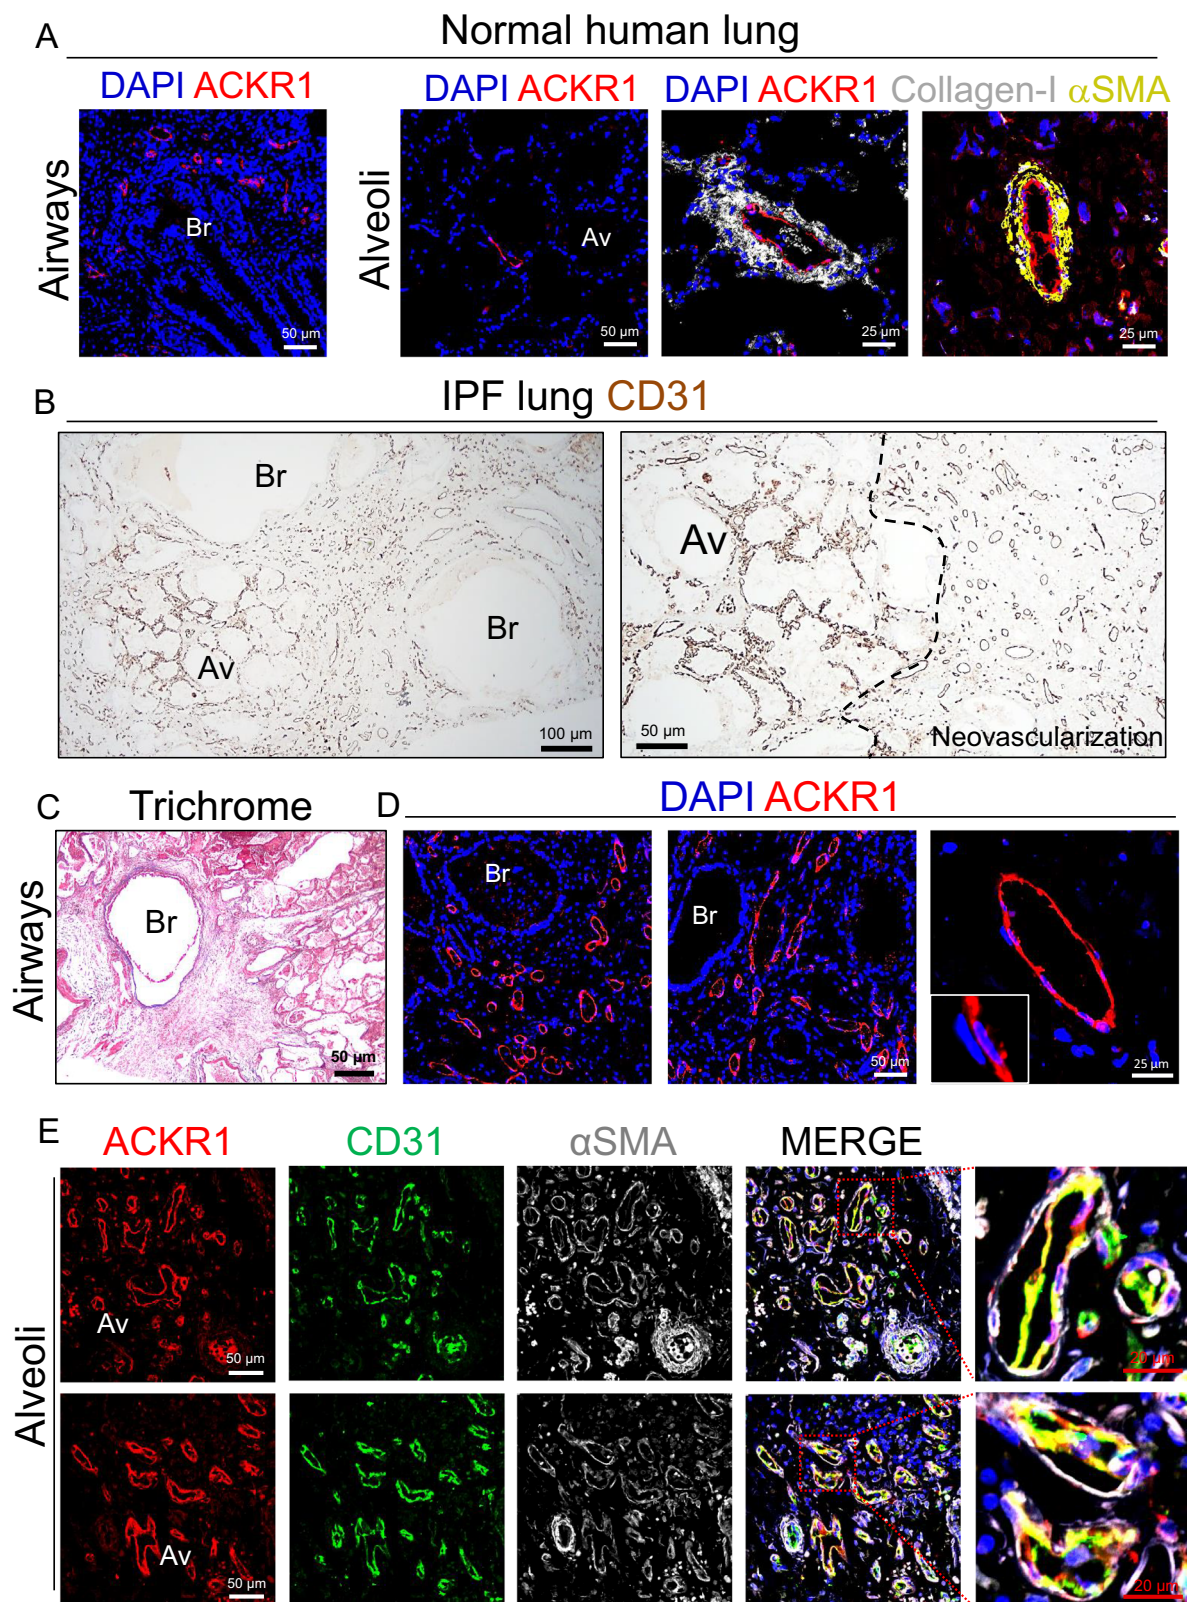 A
Normal human lung
DAPI ACKR1
DAPI ACKR1
DAPI ACKR1 Collagen-I αSMA
Airways
Br
50 µm
Alveoli
Av
50 µm
25 µm
25 µm
B
IPF lung CD31
Br
Av
Br
100 µm
Av
50 µm
Neovascularization
C
Trichrome
Airways
Br
50 µm
D
DAPI ACKR1
Br
Br
50 µm
25 µm
E
ACKR1
CD31
αSMA
MERGE
Alveoli
Av
50 µm
20 µm
Av
50 µm
20 µm